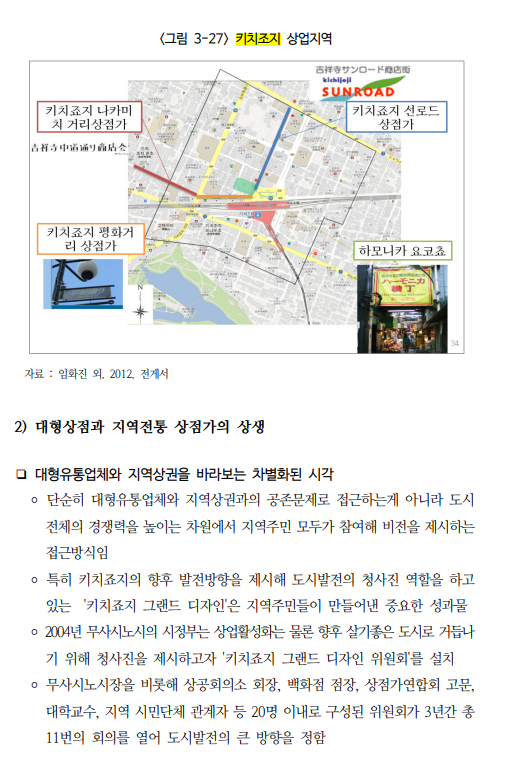 <그림 3-27> 키치죠지 상업지역
吉祥寺サンロード商店街
kichijoji
SUNROAD
키치죠지 나카미
치 거리상점가
키치죠지 선로드
상점가
吉祥寺中道通り商店会
키치죠지 평화거
리 상점가
하모니카 요코쵸
N
ハーモニカ
横丁
34
자료 : 임화진 외, 2012, 전게서
2) 대형상점과 지역전통 상점가의 상생
❏ 대형유통업체와 지역상권을 바라보는 차별화된 시각
○ 단순히 대형유통업체와 지역상권과의 공존문제로 접근하는게 아니라 도시
전체의 경쟁력을 높이는 차원에서 지역주민 모두가 참여해 비전을 제시하는
접근방식임
○ 특히 키치죠지의 향후 발전방향을 제시해 도시발전의 청사진 역할을 하고
있는 '키치죠지 그랜드 디자인'은 지역주민들이 만들어낸 중요한 성과물
○ 2004년 무사시노시의 시정부는 상업활성화는 물론 향후 살기좋은 도시로 거듭나
기 위해 청사진을 제시하고자 '키치죠지 그랜드 디자인 위원회'를 설치
○ 무사시노시장을 비롯해 상공회의소 회장, 백화점 점장, 상점가연합회 고문,
대학교수, 지역 시민단체 관계자 등 20명 이내로 구성된 위원회가 3년간 총
11번의 회의를 열어 도시발전의 큰 방향을 정함